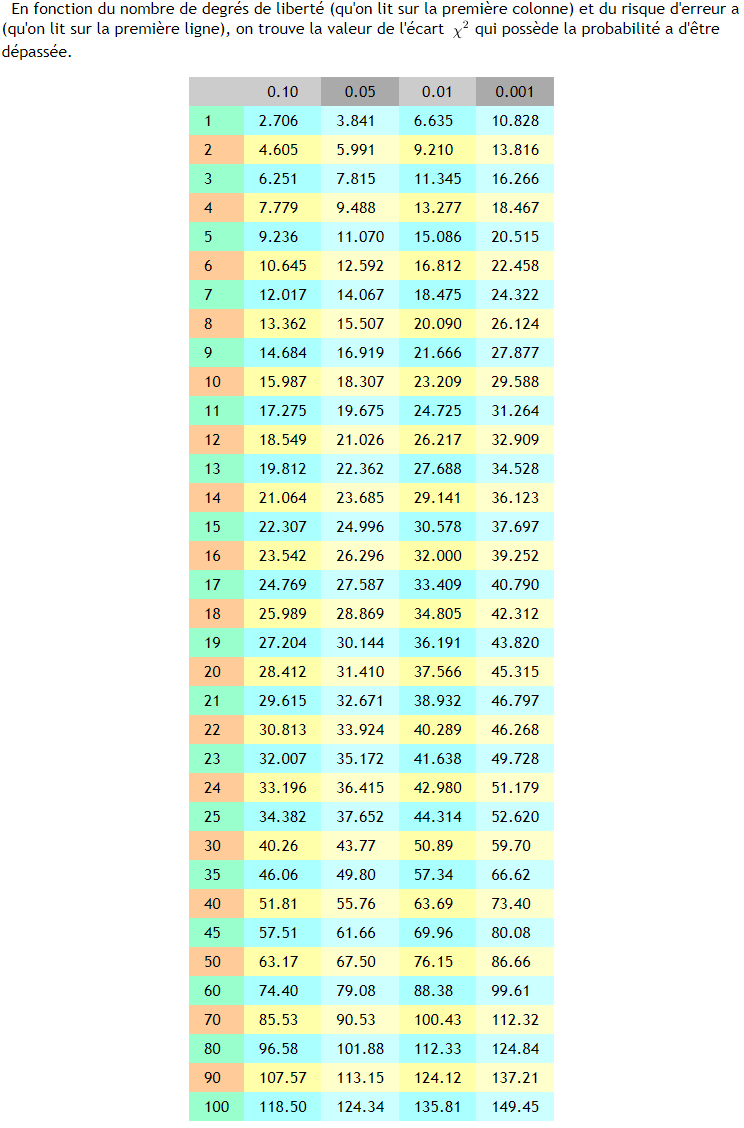 En fonction du nombre de degrés de liberté (qu'on lit sur la première colonne) et du risque d'erreur a
(qu'on lit sur la première ligne), on trouve la valeur de l'écart χ² qui possède la probabilité a d'être
dépassée.
0.10 0.05 0.01 0.001
1 2.706 3.841 6.635 10.828
2 4.605 5.991 9.210 13.816
3 6.251 7.815 11.345 16.266
4 7.779 9.488 13.277 18.467
5 9.236 11.070 15.086 20.515
6 10.645 12.592 16.812 22.458
7 12.017 14.067 18.475 24.322
8 13.362 15.507 20.090 26.124
9 14.684 16.919 21.666 27.877
10 15.987 18.307 23.209 29.588
11 17.275 19.675 24.725 31.264
12 18.549 21.026 26.217 32.909
13 19.812 22.362 27.688 34.528
14 21.064 23.685 29.141 36.123
15 22.307 24.996 30.578 37.697
16 23.542 26.296 32.000 39.252
17 24.769 27.587 33.409 40.790
18 25.989 28.869 34.805 42.312
19 27.204 30.144 36.191 43.820
20 28.412 31.410 37.566 45.315
21 29.615 32.671 38.932 46.797
22 30.813 33.924 40.289 46.268
23 32.007 35.172 41.638 49.728
24 33.196 36.415 42.980 51.179
25 34.382 37.652 44.314 52.620
30 40.26 43.77 50.89 59.70
35 46.06 49.80 57.34 66.62
40 51.81 55.76 63.69 73.40
45 57.51 61.66 69.96 80.08
50 63.17 67.50 76.15 86.66
60 74.40 79.08 88.38 99.61
70 85.53 90.53 100.43 112.32
80 96.58 101.88 112.33 124.84
90 107.57 113.15 124.12 137.21
100 118.50 124.34 135.81 149.45